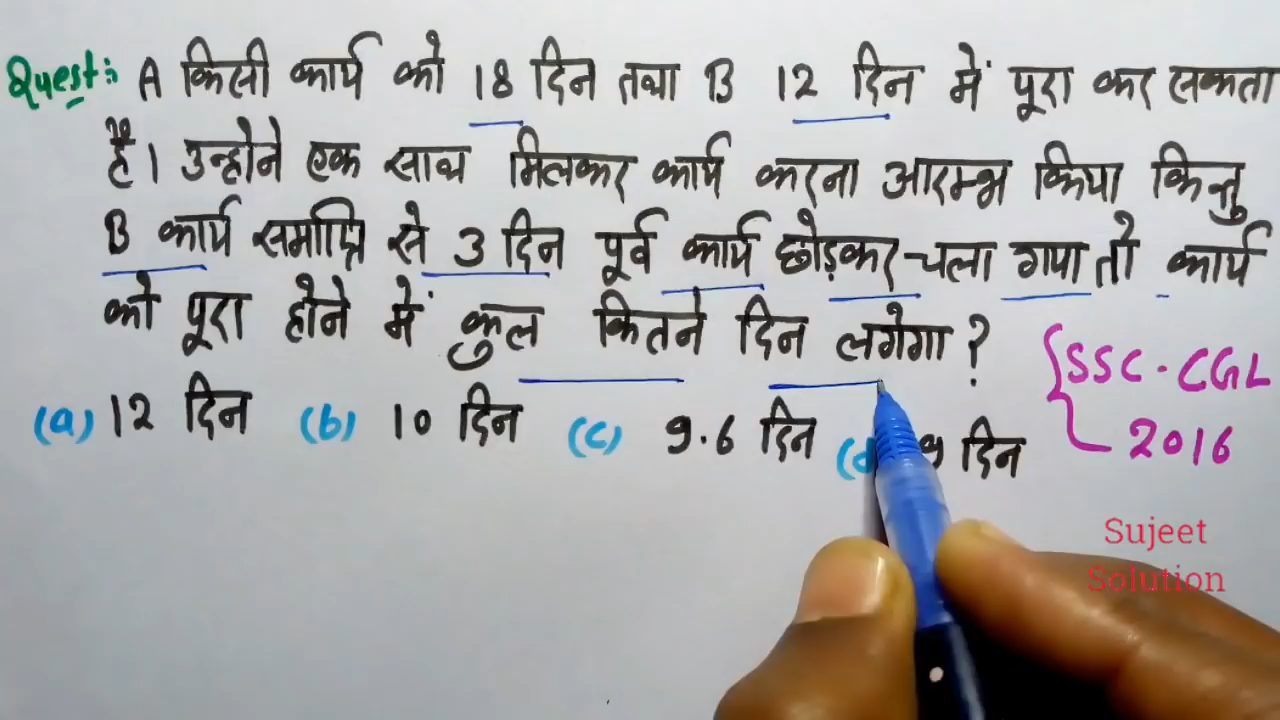 Quest:- A किसी कार्य को 18 दिन तथा B 12 दिन में पूरा कर सकता
है। उन्होने एक साथ मिलकर कार्य करना आरम्भ किया किन्तु
B कार्य समाप्ति से 3 दिन पूर्व कार्य छोड़कर चला गया तो कार्य
को पूरा होने में कुल कितने दिन लगेगा ?
{SSC-CGL
2016
(a) 12 दिन (b) 10 दिन (c) 9.6 दिन (d) 9 दिन
Sujeet
Solution